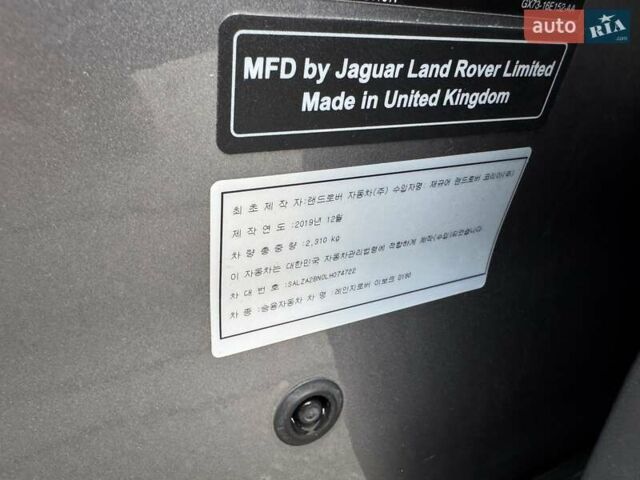 GX73-16E152-AA
auto RIA.com
MFD by Jaguar Land Rover Limited
Made in United Kingdom
최초 제작 자:랜드로버 자동차(주) 수입자명: 재규어 랜드로버 코리아(주)
제작 연도 :2019년 12월
차량 총중량 :2,310 kg
이 자동차는 대한민국 자동차관리법령에 적합하게 제작(수입)되었습니다
차대번호 :SALZA2BN0LH074722
차 종 :승용자동차 차 명 :레인지로버 이보크 D180